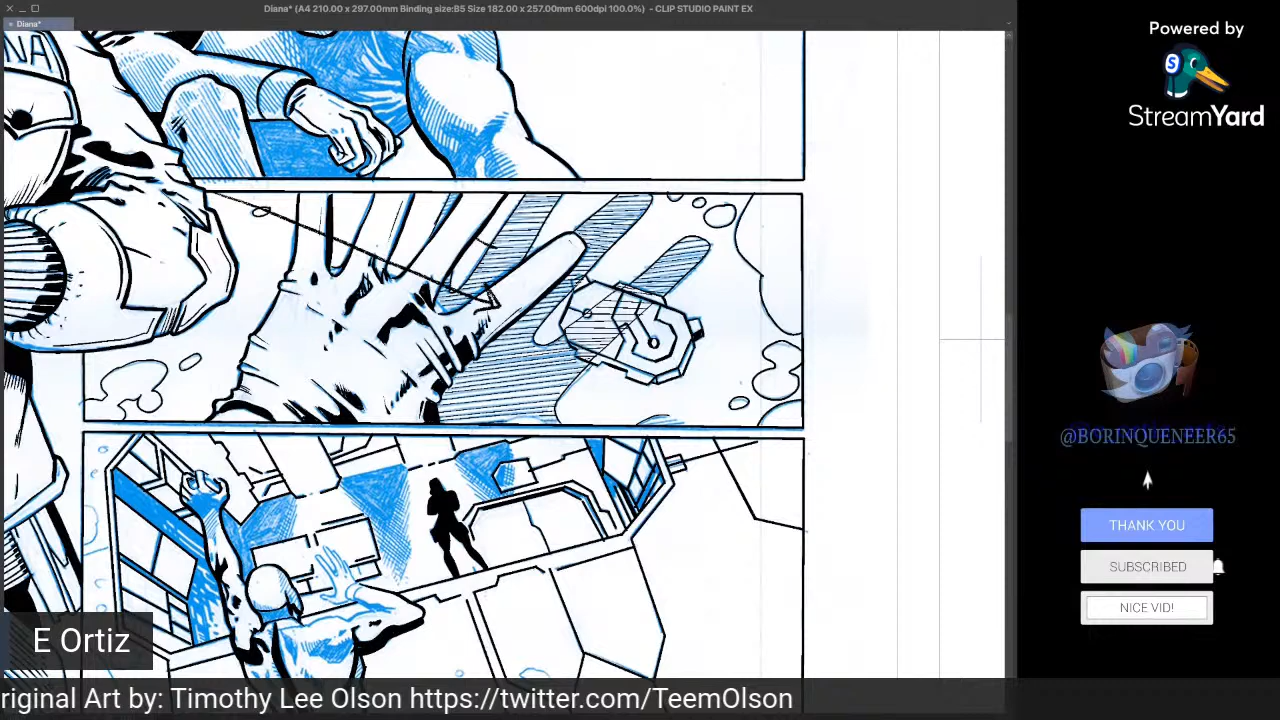 Diana* (A4 210.00 x 297.00mm Binding size:B5 Size 182.00 x 257.00mm 600dpi 100.0%) - CLIP STUDIO PAINT EX
Diana*
NA
Powered by
S
StreamYard
@BORINQUENEER65
THANK YOU
SUBSCRIBED
NICE VID!
E Ortiz
riginal Art by: Timothy Lee Olson https://twitter.com/TeemOlson